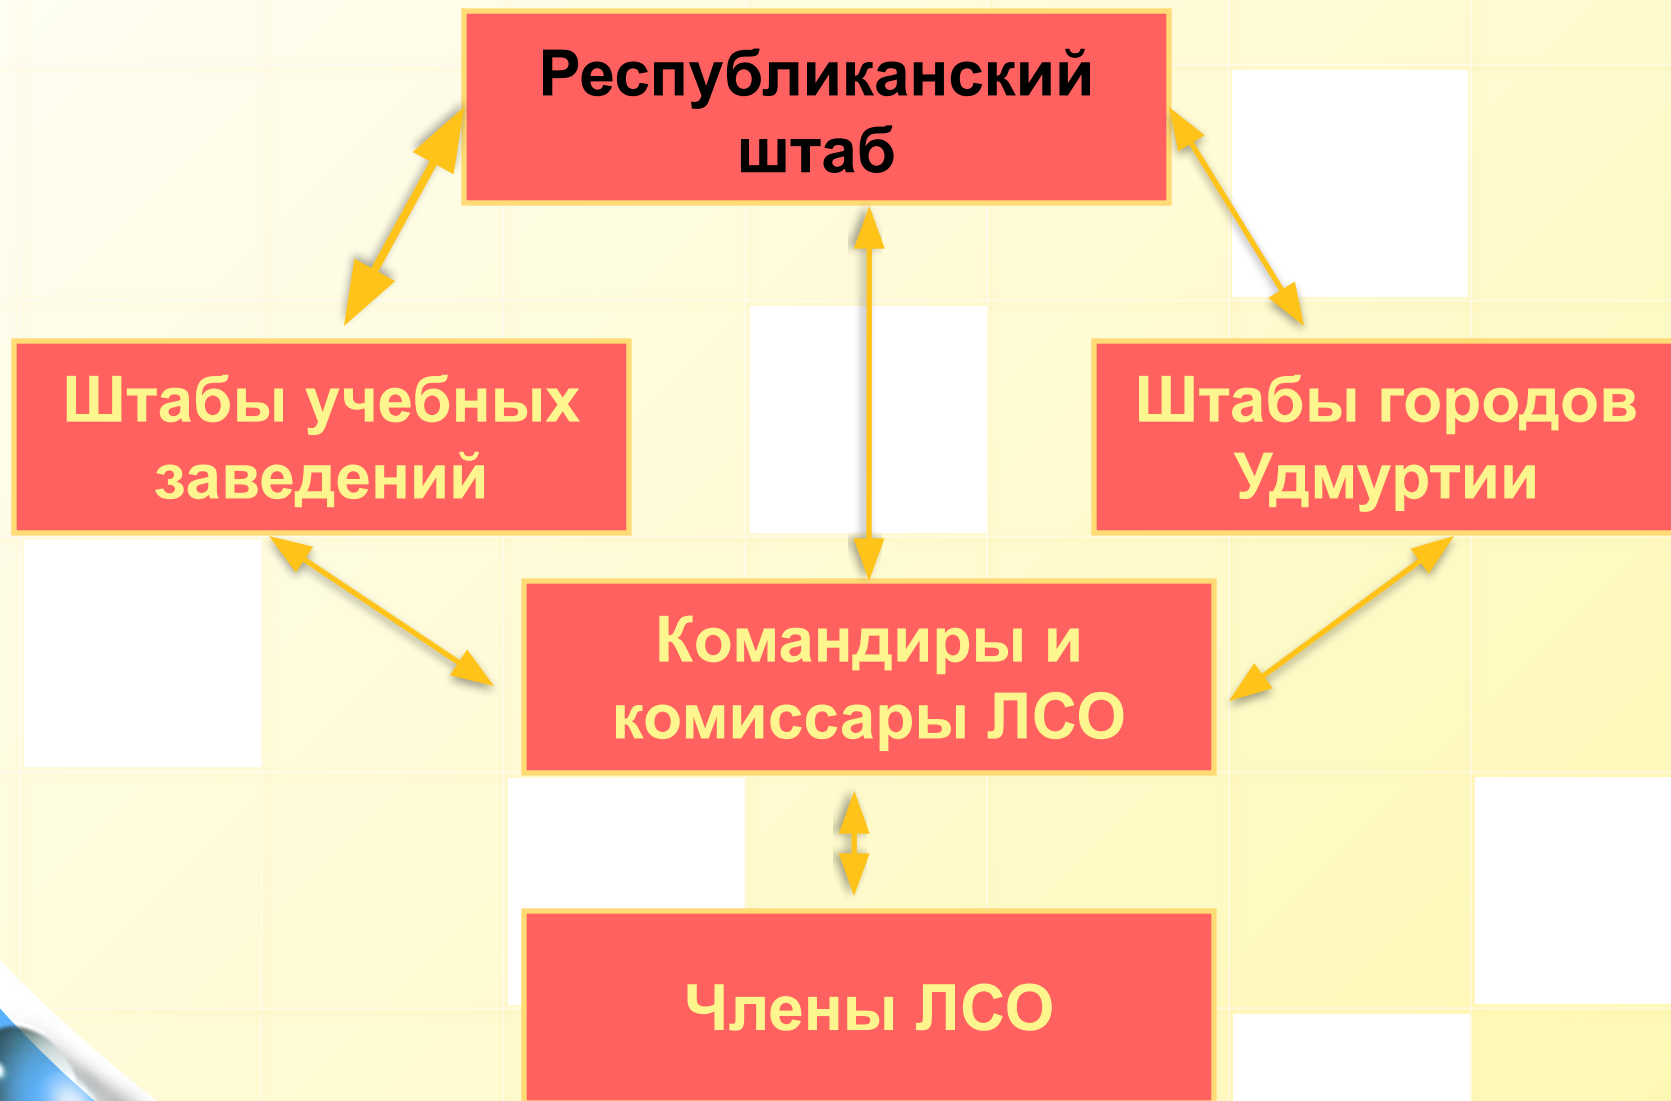 Республиканский
штаб
Штабы учебных
заведений
Штабы городов
Удмуртии
Командиры и
комиссары ЛСО
Члены ЛСО